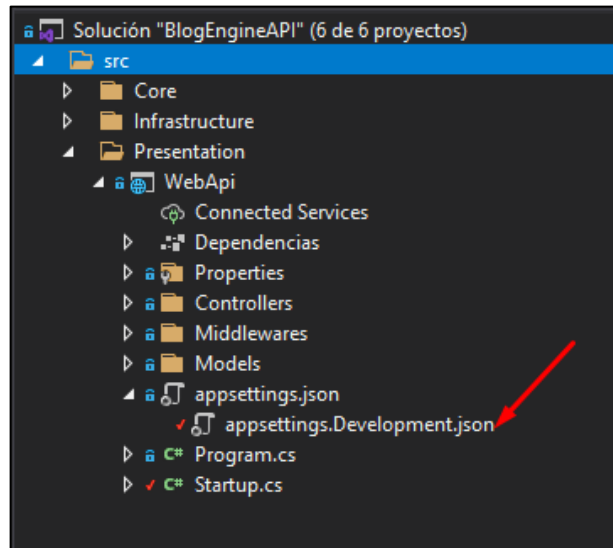 Solución "BlogEngineAPI" (6 de 6 proyectos)
src
Core
Infrastructure
Presentation
WebApi
Connected Services
Dependencias
Properties
Controllers
Middlewares
Models
appsettings.json
appsettings.Development.json
C# Program.cs
C# Startup.cs